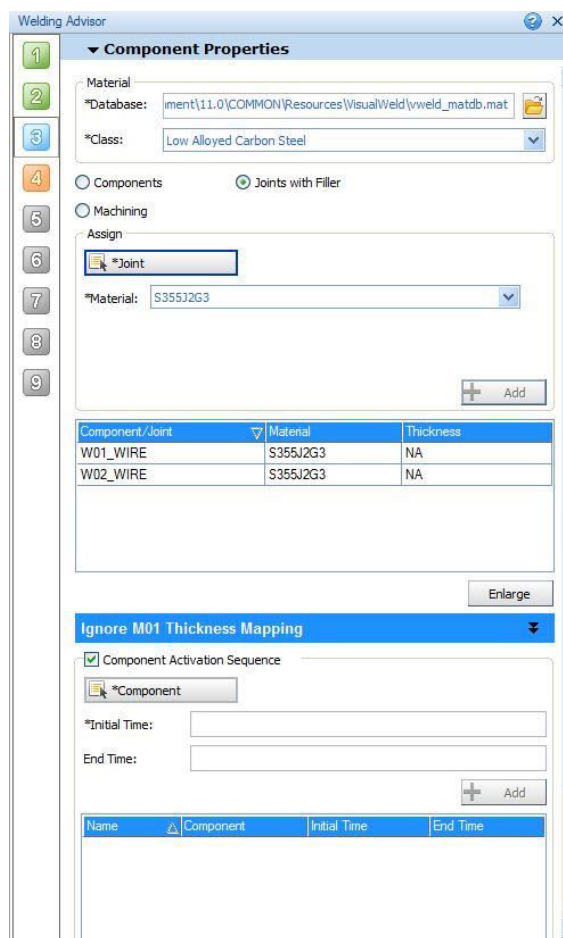 Welding Advisor
Component Properties
1
2
3
4
5
6
7
8
9
Material
*Database: ment\11.0\COMMON\Resources\VisualWeld\vweld_matdb.mat
*Class: Low Alloyed Carbon Steel
Components Joints with Filler
Machining
Assign
*Joint
*Material: S355J2G3
Add
Component/Joint Material Thickness
W01_WIRE S355J2G3 NA
W02_WIRE S355J2G3 NA
Enlarge
Ignore M01 Thickness Mapping
Component Activation Sequence
*Component
*Initial Time:
End Time:
Add
Name Component Initial Time End Time